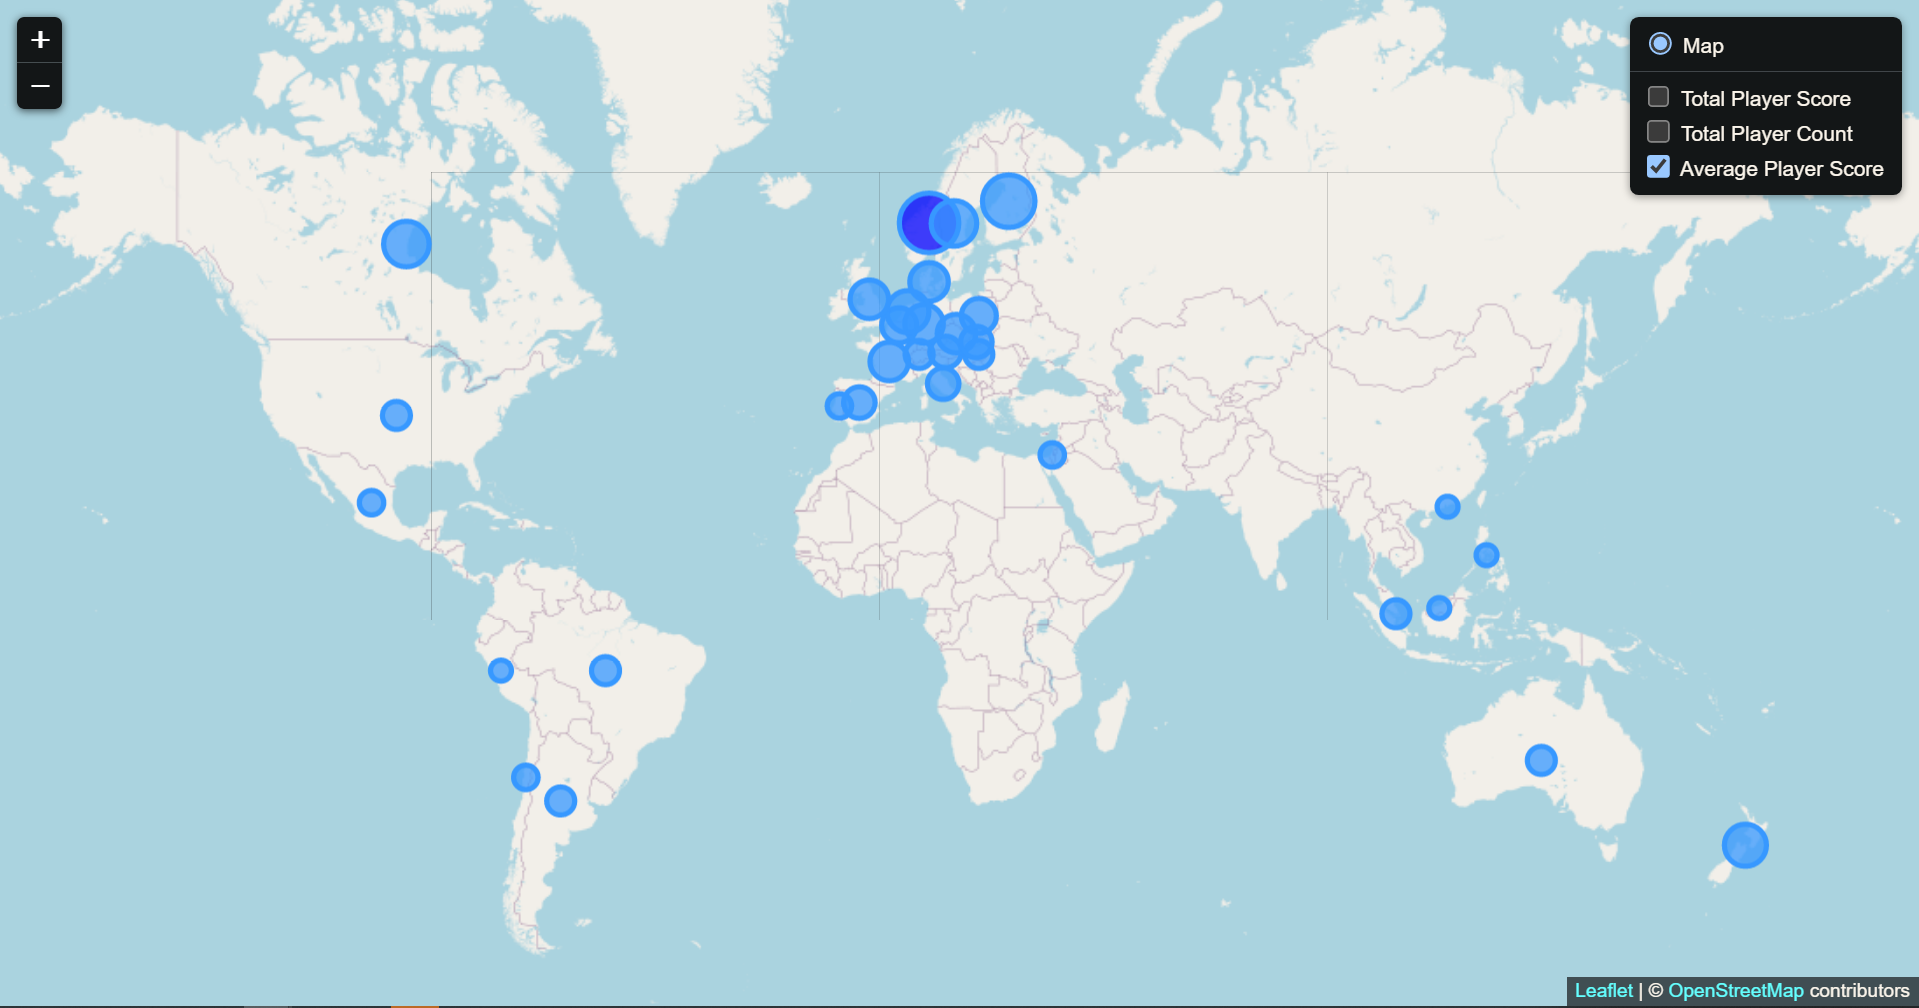 +
−
Map
Total Player Score
Total Player Count
Average Player Score
Leaflet | © OpenStreetMap contributors